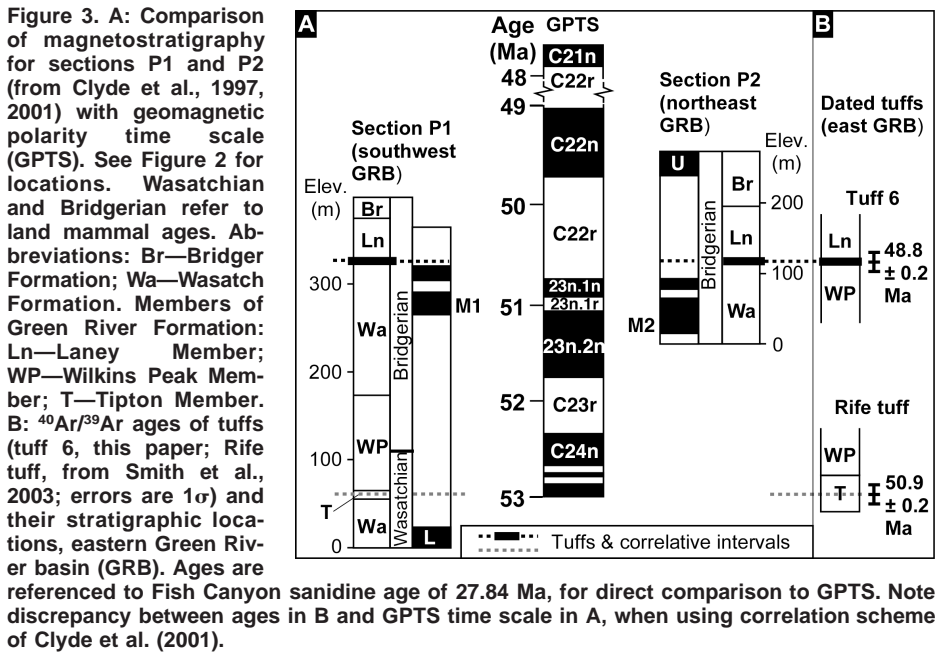 Figure 3. A: Comparison
of magnetostratigraphy
for sections P1 and P2
(from Clyde et al., 1997,
2001) with geomagnetic
polarity time scale
(GPTS). See Figure 2 for
locations. Wasatchian
and Bridgerian refer to
land mammal ages. Ab-
breviations: Br—Bridger
Formation; Wa—Wasatch
Formation. Members of
Green River Formation:
Ln—Laney Member;
WP—Wilkins Peak Mem-
ber; T—Tipton Member.
B: ⁴⁰Ar/³⁹Ar ages of tuffs
(tuff 6, this paper; Rife
tuff, from Smith et al.,
2003; errors are 1σ) and
their stratigraphic loca-
tions, eastern Green Riv-
er basin (GRB). Ages are
referenced to Fish Canyon sanidine age of 27.84 Ma, for direct comparison to GPTS. Note
discrepancy between ages in B and GPTS time scale in A, when using correlation scheme
of Clyde et al. (2001).
A
Section P1
(southwest
GRB)
Elev.
(m)
300
200
100
0
Br
Ln
Wa
WP
T
Wa
Bridgerian
Wasatchian
M1
L
Age
(Ma)
GPTS
48
49
50
51
52
53
C21n
C22r
C22n
C22r
23n.1n
23n.1r
23n.2n
C23r
C24n
Section P2
(northeast
GRB)
Elev.
(m)
U
M2
Bridgerian
Br
Ln
Wa
200
100
0
Tuffs & correlative intervals
B
Dated tuffs
(east GRB)
Tuff 6
Ln
WP
48.8
± 0.2
Ma
Rife tuff
WP
T
50.9
± 0.2
Ma